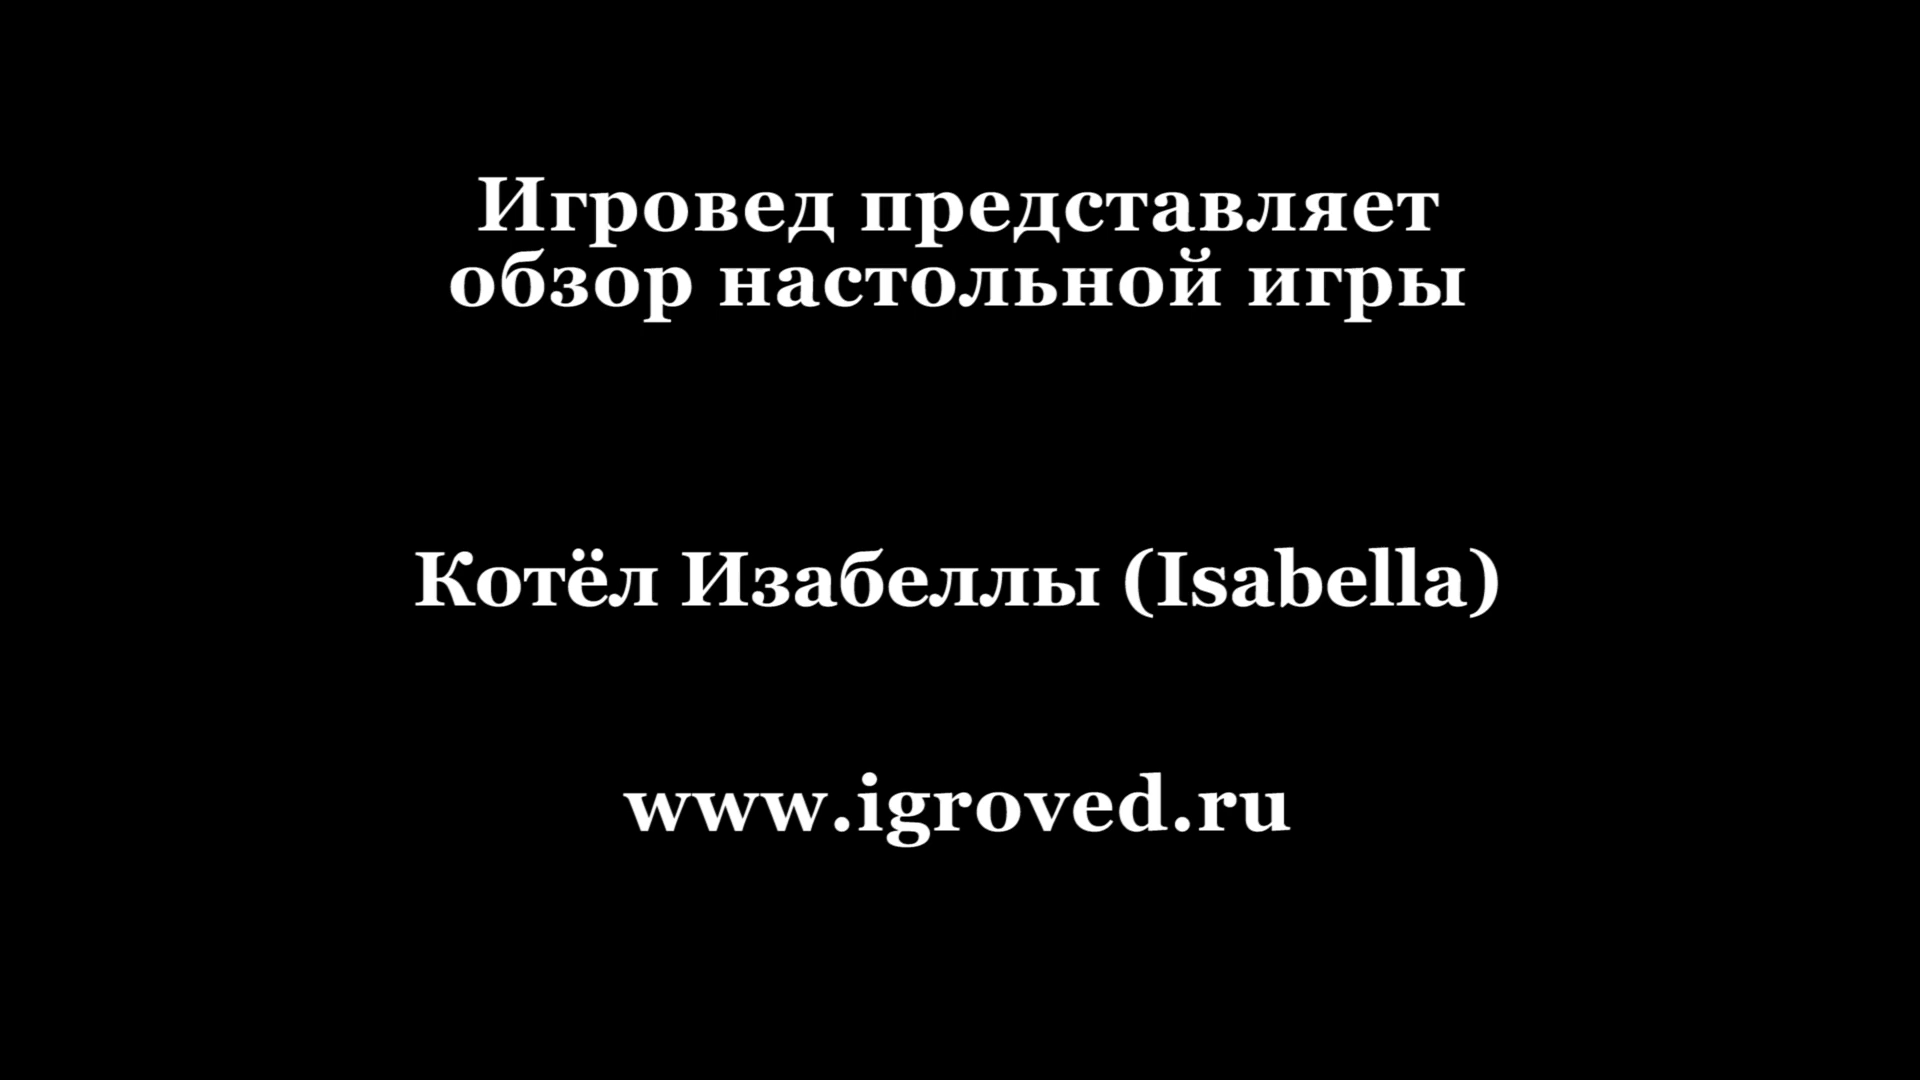 Игровед представляет
обзор настольной игры
Котёл Изабеллы (Isabella)
www.igroved.ru